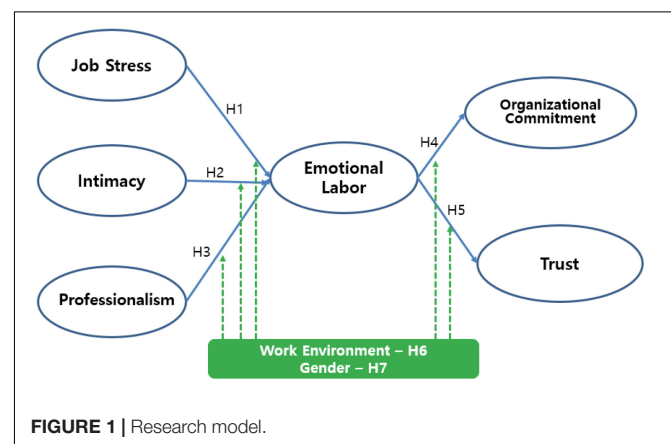 Job Stress
H1
Intimacy
H2
Professionalism
H3
Emotional
Labor
H4
Organizational
Commitment
H5
Trust
Work Environment – H6
Gender – H7
FIGURE 1 | Research model.